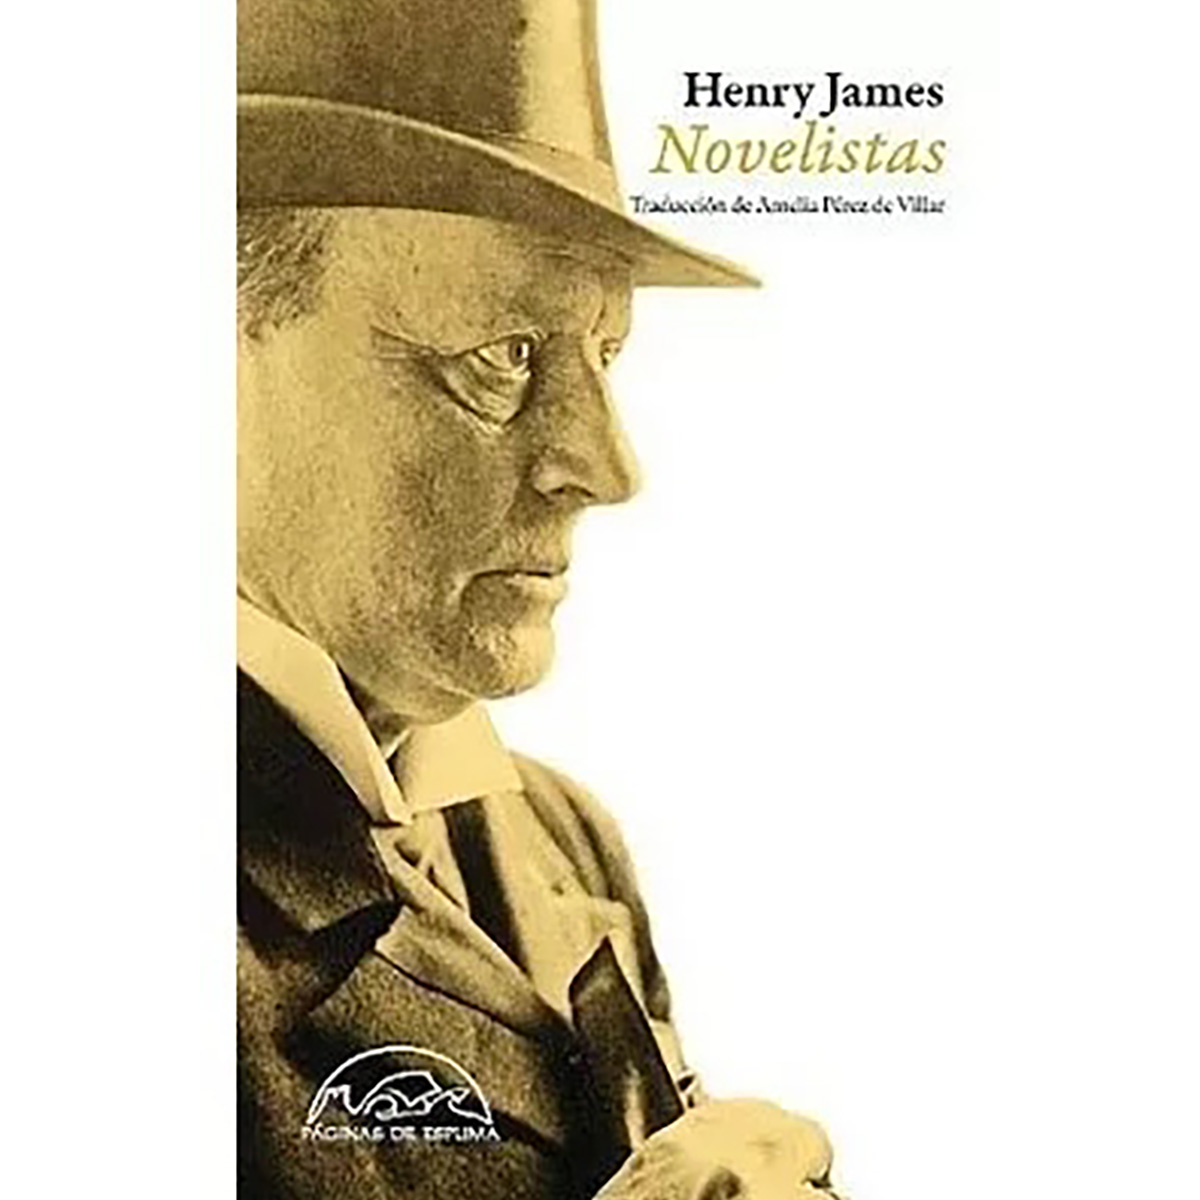 Henry James
Novelistas
Traducción de Amelia Pérez de Villar
PÁGINAS DE ESPUMA